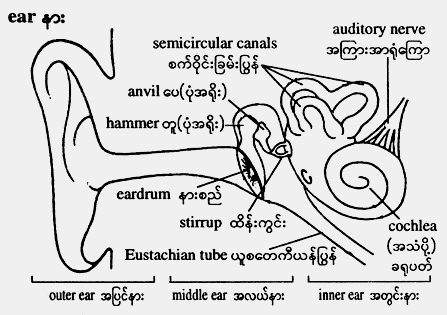 ear နား
auditory nerve
အကြားအာရုံကြော
semicircular canals
စက်ဝိုင်းခြမ်းပြွန်
anvil ပေ(ပုံအရိုး)
hammer တူ(ပုံအရိုး)
eardrum နားစည်
stirrup ထိန်းကွင်း
Eustachian tube ယူစတေကီယန်ပြွန်
cochlea
(အသံပို့)
ခရုပတ်
outer ear အပြင်နား
middle ear အလယ်နား
inner ear အတွင်းနား